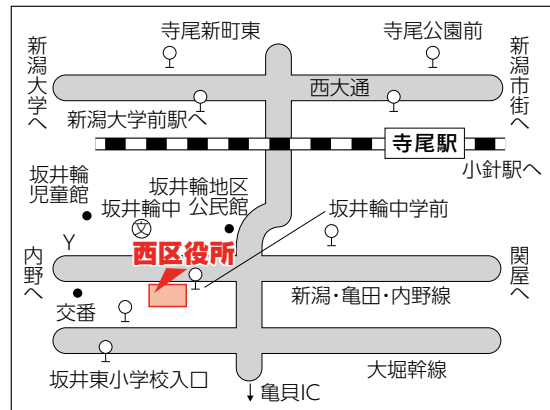 寺尾新町東
寺尾公園前
新潟大学へ
新潟市街へ
西大通
新潟大学前駅へ
寺尾駅
小針駅へ
坂井輪
児童館
坂井輪地区
公民館
坂井輪中
文
坂井輪中学前
西区役所
内野へ
関屋へ
交番
新潟・亀田・内野線
坂井東小学校入口
大堀幹線
↓亀貝IC